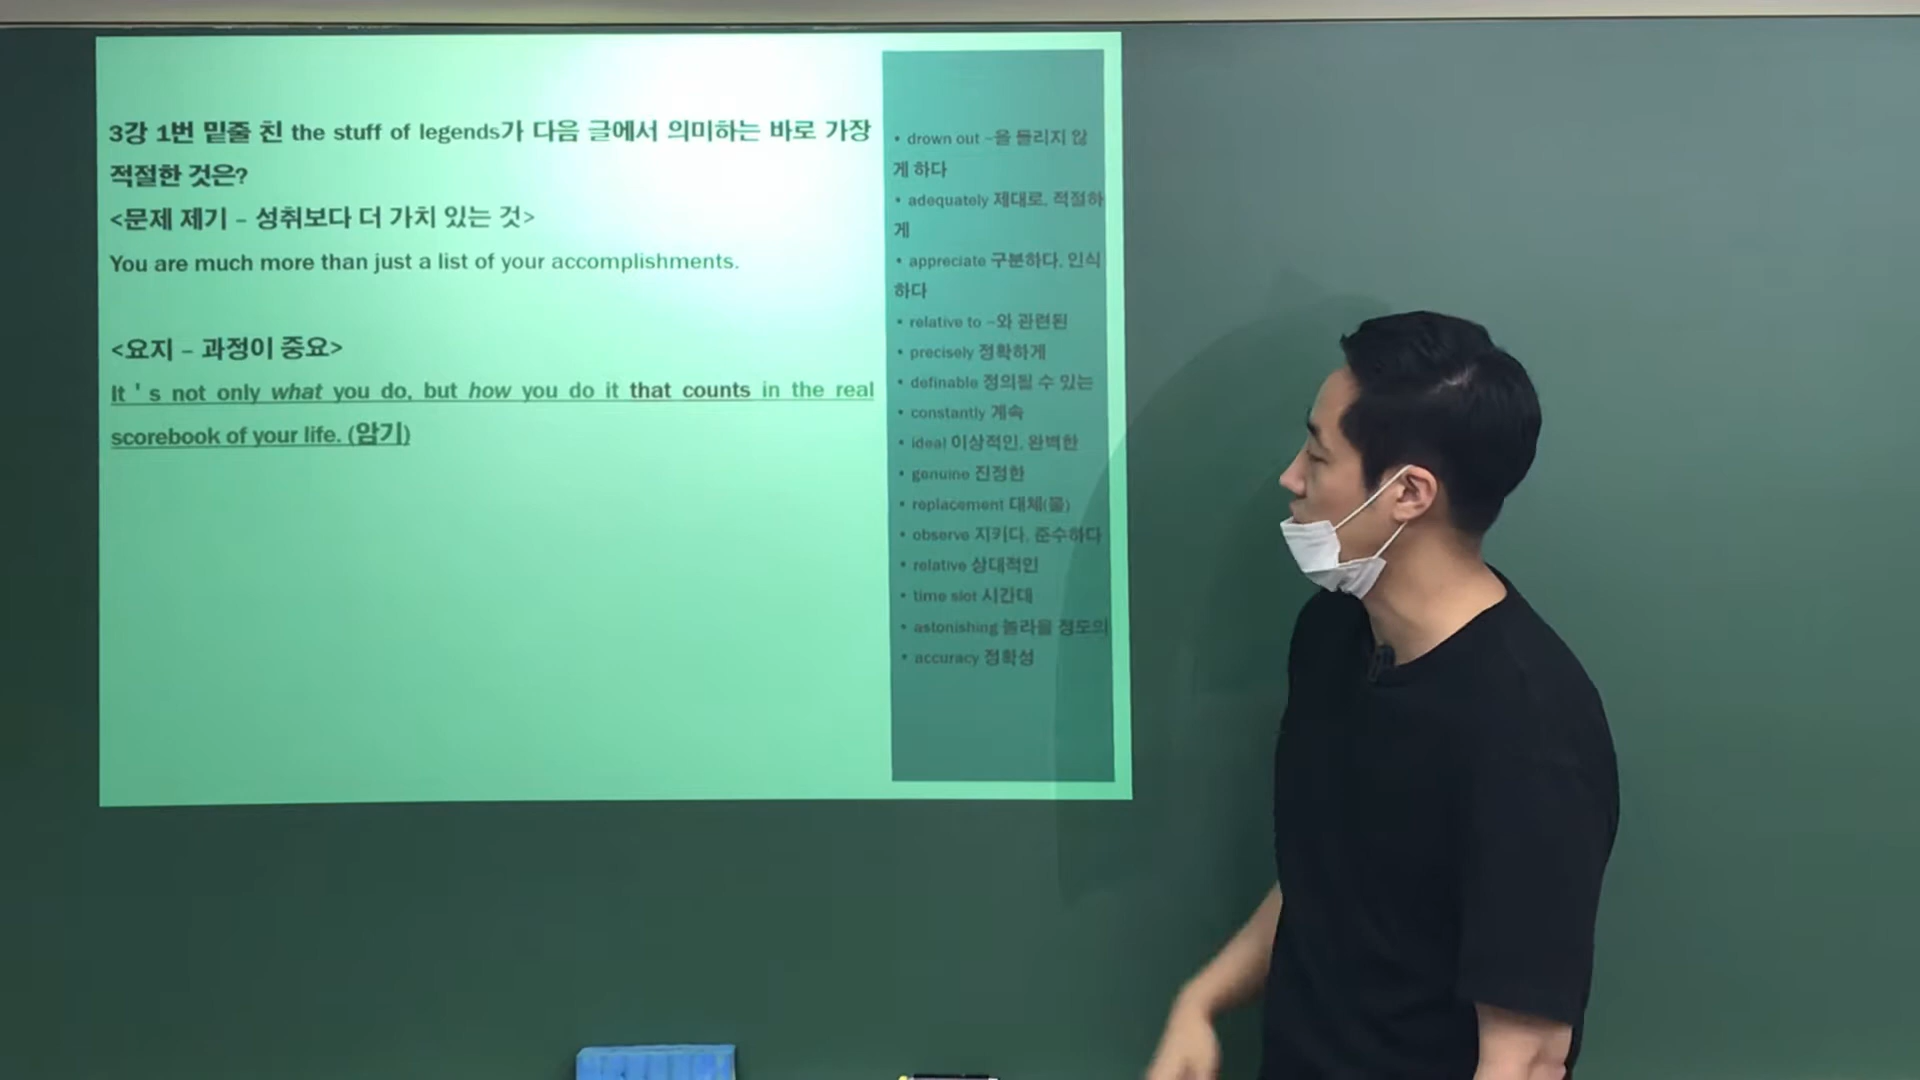 3강 1번 밑줄 친 the stuff of legends가 다음 글에서 의미하는 바로 가장
적절한 것은?
<문제 제기 – 성취보다 더 가치 있는 것>
You are much more than just a list of your accomplishments.
<요지 – 과정이 중요>
It ' s not only what you do, but how you do it that counts in the real
scorebook of your life. (암기)
• drown out ~을 들리지 않
게 하다
• adequately 제대로, 적절하
게
• appreciate 구분하다, 인식
하다
• relative to ~와 관련된
• precisely 정확하게
• definable 정의될 수 있는
• constantly 계속
• ideal 이상적인, 완벽한
• genuine 진정한
• replacement 대체(물)
• observe 지키다, 준수하다
• relative 상대적인
• time slot 시간대
• astonishing 놀라울 정도의
• accuracy 정확성